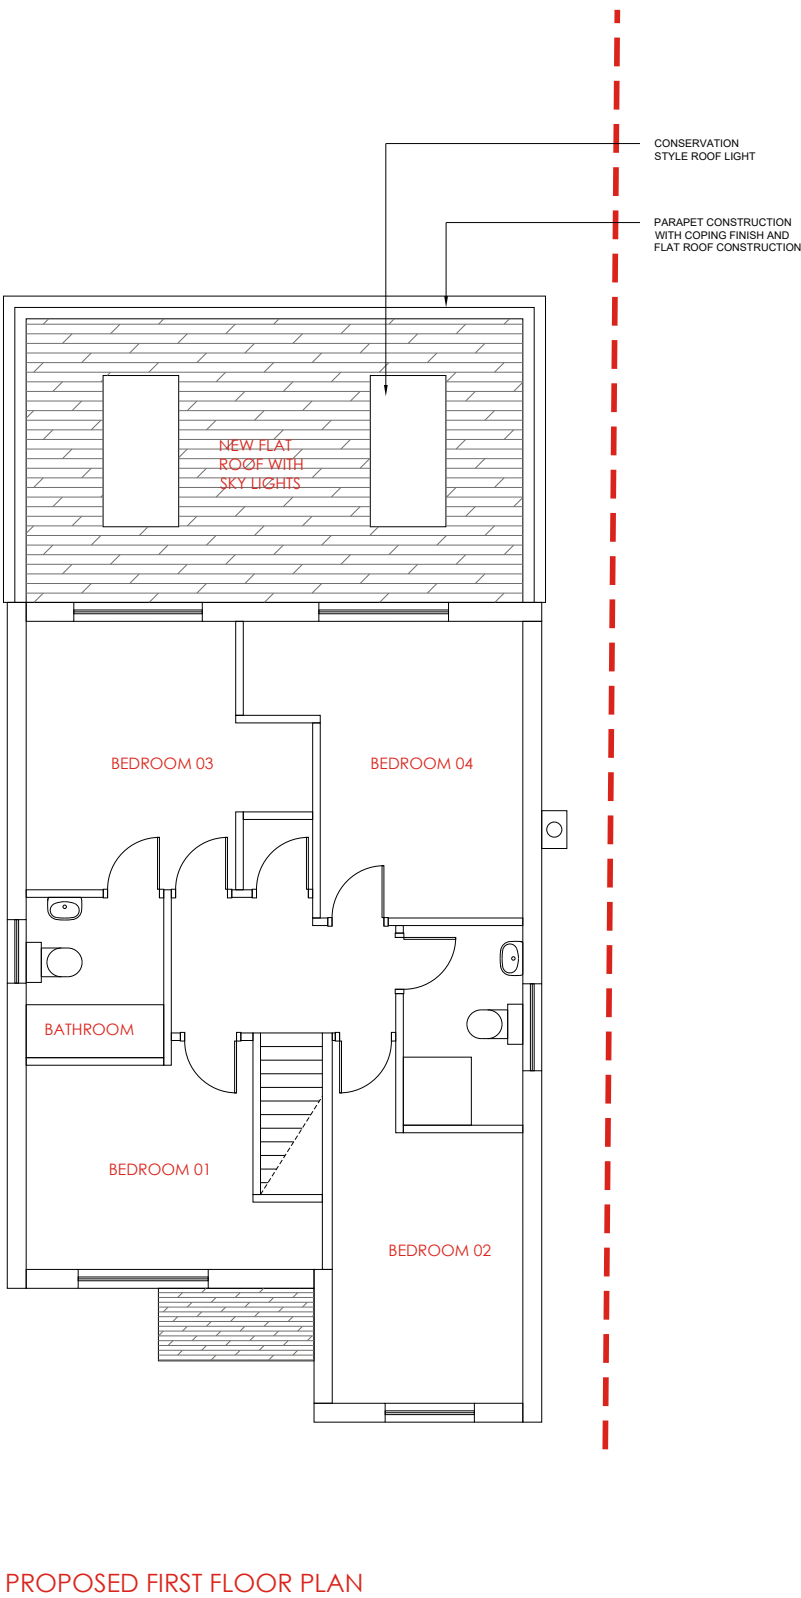 CONSERVATION
STYLE ROOF LIGHT
PARAPET CONSTRUCTION
WITH COPING FINISH AND
FLAT ROOF CONSTRUCTION
NEW FLAT
ROOF WITH
SKY LIGHTS
BEDROOM 03
BEDROOM 04
BATHROOM
BEDROOM 01
BEDROOM 02
PROPOSED FIRST FLOOR PLAN